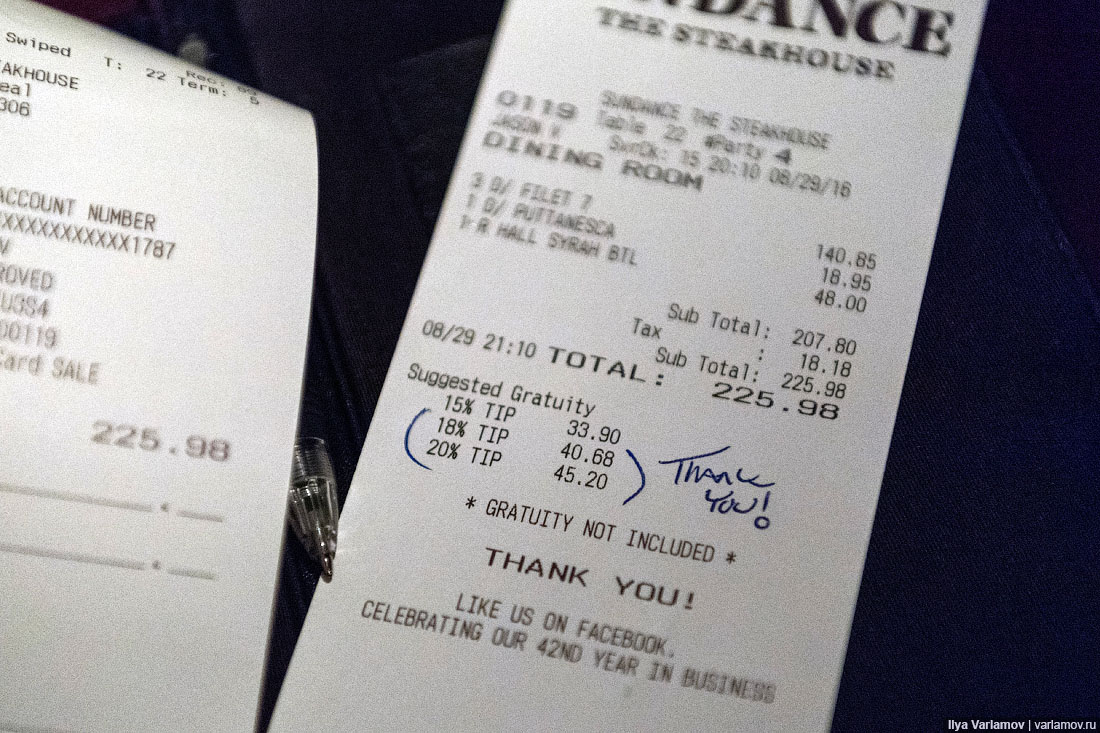 Swiped
T: 22 Term: 5
AKHOUSE
eal
306
ACCOUNT NUMBER
XXXXXXXXXXXX1787
ROVED
U3S4
00119
Card SALE
225.98
DANCE
THE STEAKHOUSE
SUNDANCE THE STEAKHOUSE
0119 Table 22 #Party 4
JASON V SvrCk: 15 20:10 08/29/16
DINING ROOM
3 D/ FILET 7 140.85
1 D/ PUTTANESCA 18.95
1 R HALL SYRAH BTL 48.00
Sub Total: 207.80
Tax : 18.18
Sub Total: 225.98
08/29 21:10 TOTAL: 225.98
Suggested Gratuity
15% TIP 33.90
18% TIP 40.68
20% TIP 45.20
THANK
YOU!
* GRATUITY NOT INCLUDED *
THANK YOU!
LIKE US ON FACEBOOK.
CELEBRATING OUR 42ND YEAR IN BUSINESS
Ilya Varlamov | varlamov.ru